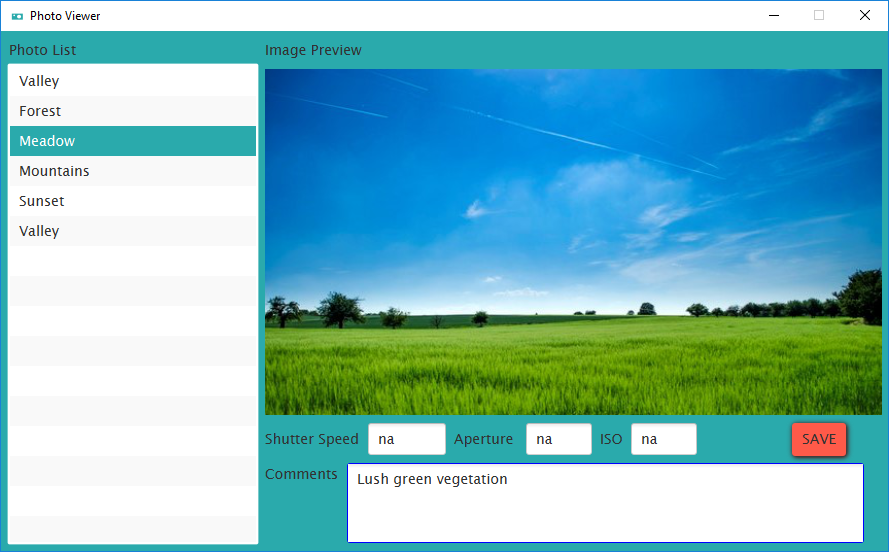 Photo Viewer
Photo List
Valley
Forest
Meadow
Mountains
Sunset
Valley
Image Preview
Shutter Speed na Aperture na ISO na SAVE
Comments Lush green vegetation